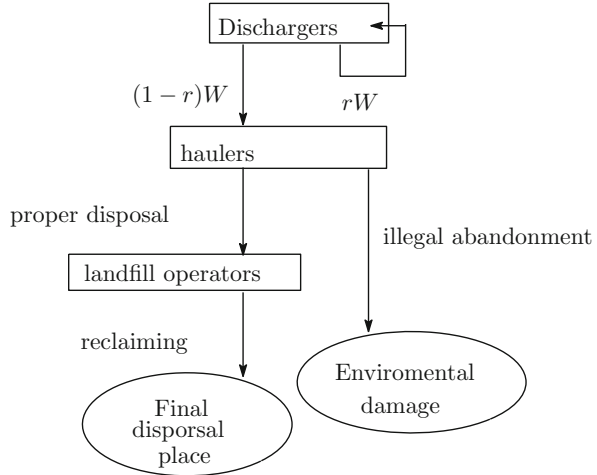 Dischargers
(1 − r)W
rW
haulers
proper disposal
illegal abandonment
landfill operators
reclaiming
Enviromental
damage
Final
disporsal
place